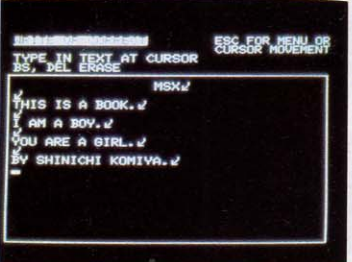 ESC FOR MENU OR
CURSOR MOVEMENT
TYPE IN TEXT AT CURSOR
BS, DEL ERASE
MSX↲
↲
THIS IS A BOOK.↲
↲
I AM A BOY.↲
↲
YOU ARE A GIRL.↲
↲
BY SHINICHI KOMIYA.↲